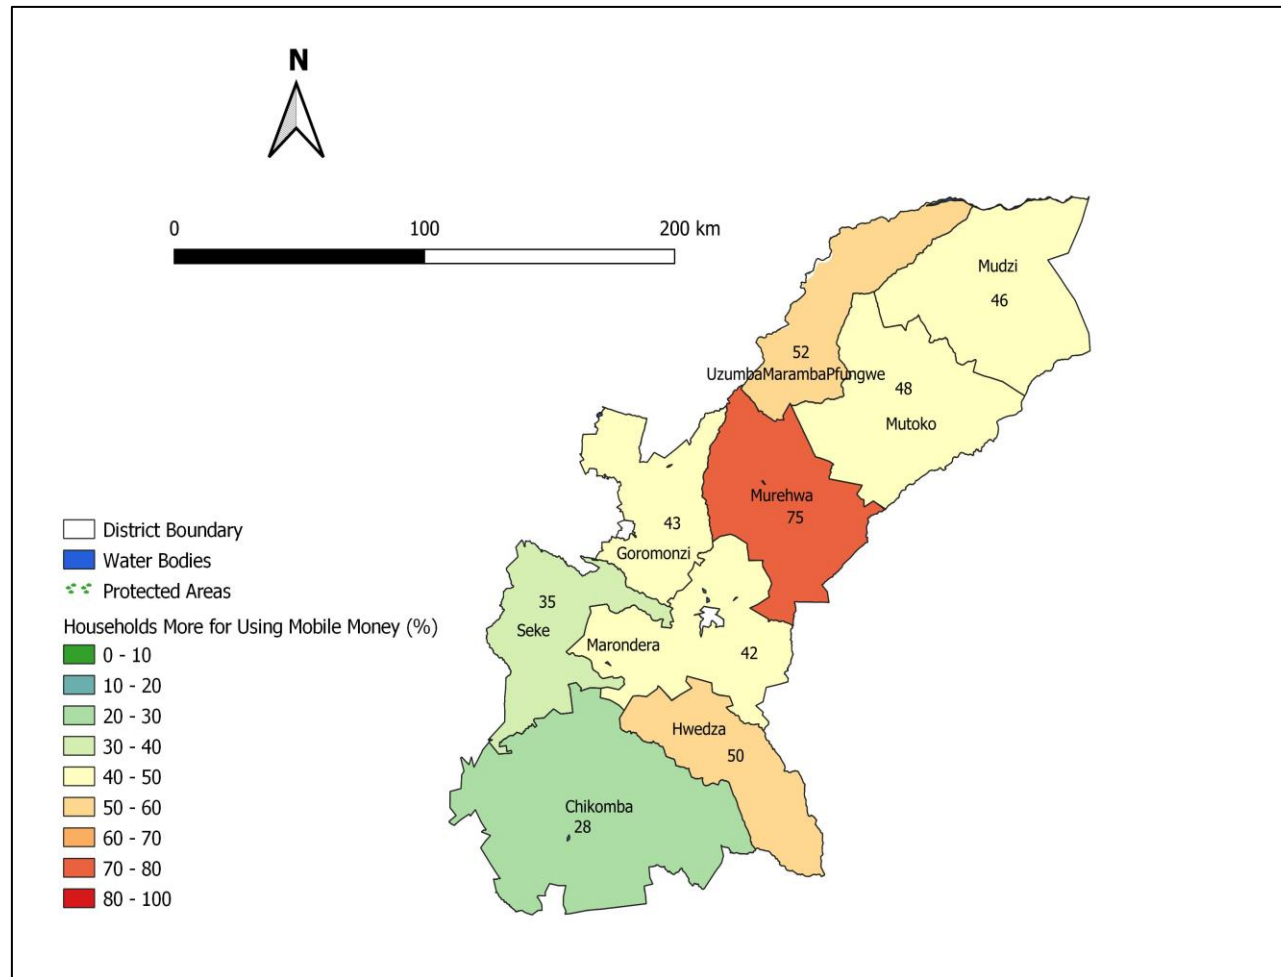 N
0 100 200 km
Mudzi
46
52
UzumbaMarambaPfungwe
48
Mutoko
Murehwa
75
43
Goromonzi
35
Seke
Marondera
42
Hwedza
50
Chikomba
28
District Boundary
Water Bodies
Protected Areas
Households More for Using Mobile Money (%)
0 - 10
10 - 20
20 - 30
30 - 40
40 - 50
50 - 60
60 - 70
70 - 80
80 - 100